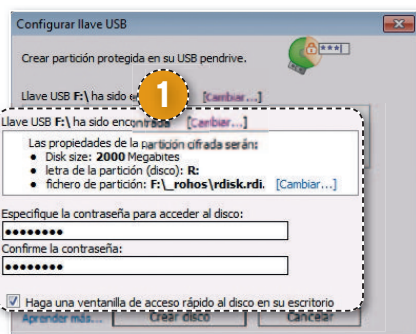 Configurar llave USB
Crear partición protegida en su USB pendrive.
Llave USB F:\ ha sido [Cambiar...]
1
Llave USB F:\ ha sido encontrada [Cambiar...]
Las propiedades de la partición cifrada serán:
• Disk size: 2000 Megabites
• letra de la partición (disco): R:
• fichero de partición: F:\_rohos\rdisk.rdi. [Cambiar...]
Especifique la contraseña para acceder al disco:
••••••••
Confirme la contraseña:
••••••••
Haga una ventanilla de acceso rápido al disco en su escritorio
Aprender más... Crear disco Cancelar